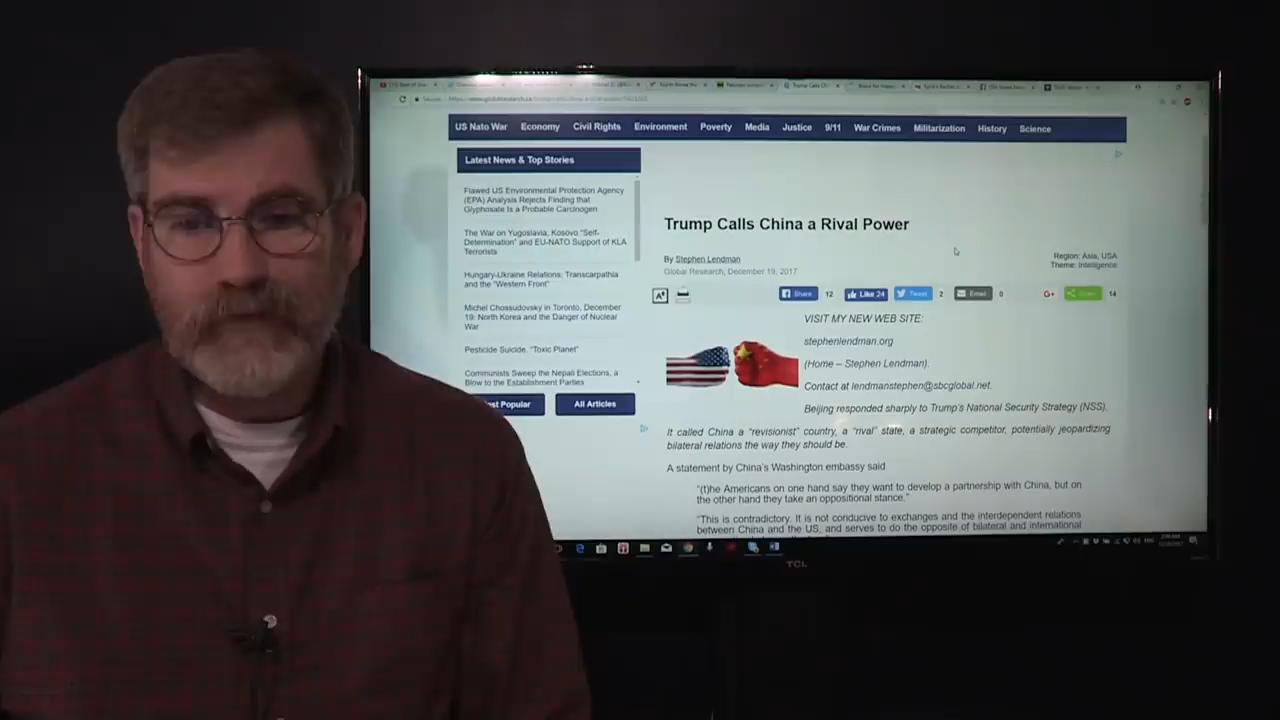 Trump Calls Ch
US Nato War Economy Civil Rights Environment Poverty Media Justice 9/11 War Crimes Militarization History Science
Latest News & Top Stories
Flawed US Environmental Protection Agency
(EPA) Analysis Rejects Finding that
Glyphosate Is a Probable Carcinogen
The War on Yugoslavia, Kosovo "Self-
Determination" and EU-NATO Support of KLA
Terrorists
Hungary-Ukraine Relations: Transcarpathia
and the "Western Front"
Michel Chossudovsky in Toronto, December
19: North Korea and the Danger of Nuclear
War
Pesticide Suicide, "Toxic Planet"
Communists Sweep the Nepali Elections, a
Blow to the Establishment Parties
Popular All Articles
Trump Calls China a Rival Power
By Stephen Lendman
Global Research, December 19, 2017
Region: Asia, USA
Theme: Intelligence
Share 12 Like 24 Tweet 2 Email 0 G+ 14
VISIT MY NEW WEB SITE:
stephenlendman.org
(Home – Stephen Lendman).
Contact at lendmanstephen@sbcglobal.net.
Beijing responded sharply to Trump's National Security Strategy (NSS).
It called China a "revisionist" country, a "rival" state, a strategic competitor, potentially jeopardizing
bilateral relations the way they should be.
A statement by China's Washington embassy said
"(t)he Americans on one hand say they want to develop a partnership with China, but on
the other hand they take an oppositional stance."
"This is contradictory. It is not conducive to exchanges and the interdependent relations
between China and the US, and serves to do the opposite of bilateral and international
TCL